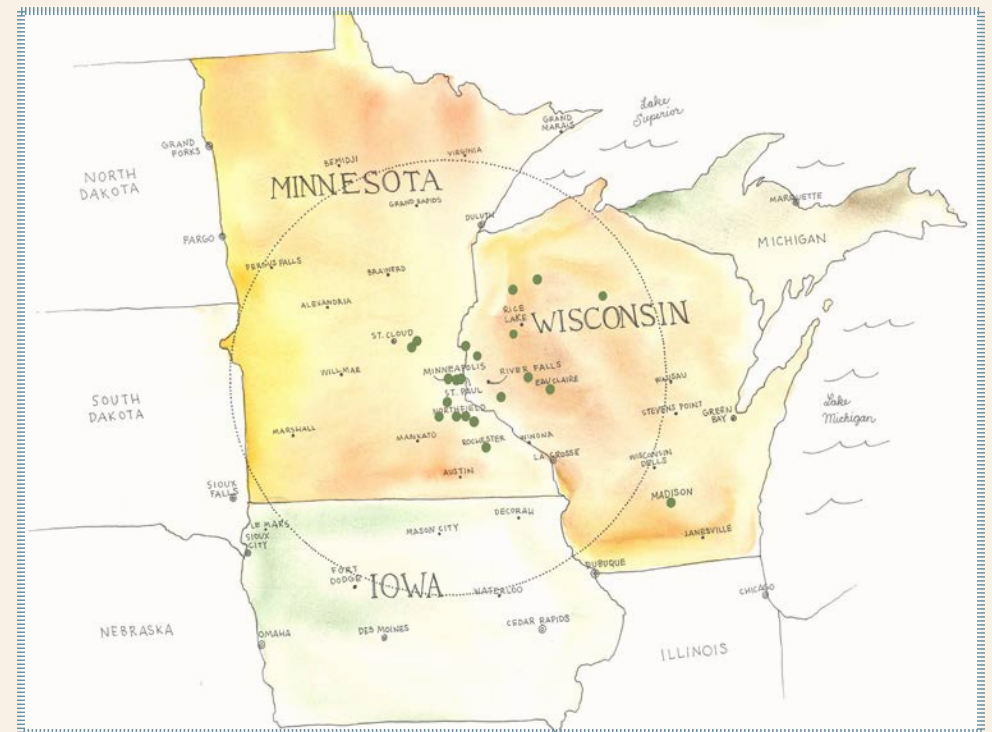 Lake
Superior
GRAND
MARAIS
GRAND
FORKS
BEMIDJI
VIRGINIA
NORTH
DAKOTA
MINNESOTA
GRAND RAPIDS
MARQUETTE
DULUTH
FARGO
MICHIGAN
FERGUS FALLS
BRAINERD
ALEXANDRIA
RICE
LAKE
WISCONSIN
ST. CLOUD
WILLMAR
MINNEAPOLIS
RIVER FALLS
WAUSAU
EAU CLAIRE
ST. PAUL
SOUTH
DAKOTA
NORTHFIELD
STEVENS POINT
GREEN
BAY
Lake
Michigan
MARSHALL
MANKATO
ROCHESTER
WINONA
LA CROSSE
WISCONSIN
DELLS
AUSTIN
SIOUX
FALLS
MADISON
DECORAH
LE MARS
SIOUX
CITY
MASON CITY
JANESVILLE
DUBUQUE
FORT
DODGE
IOWA
WATERLOO
CHICAGO
NEBRASKA
OMAHA
DES MOINES
CEDAR RAPIDS
ILLINOIS